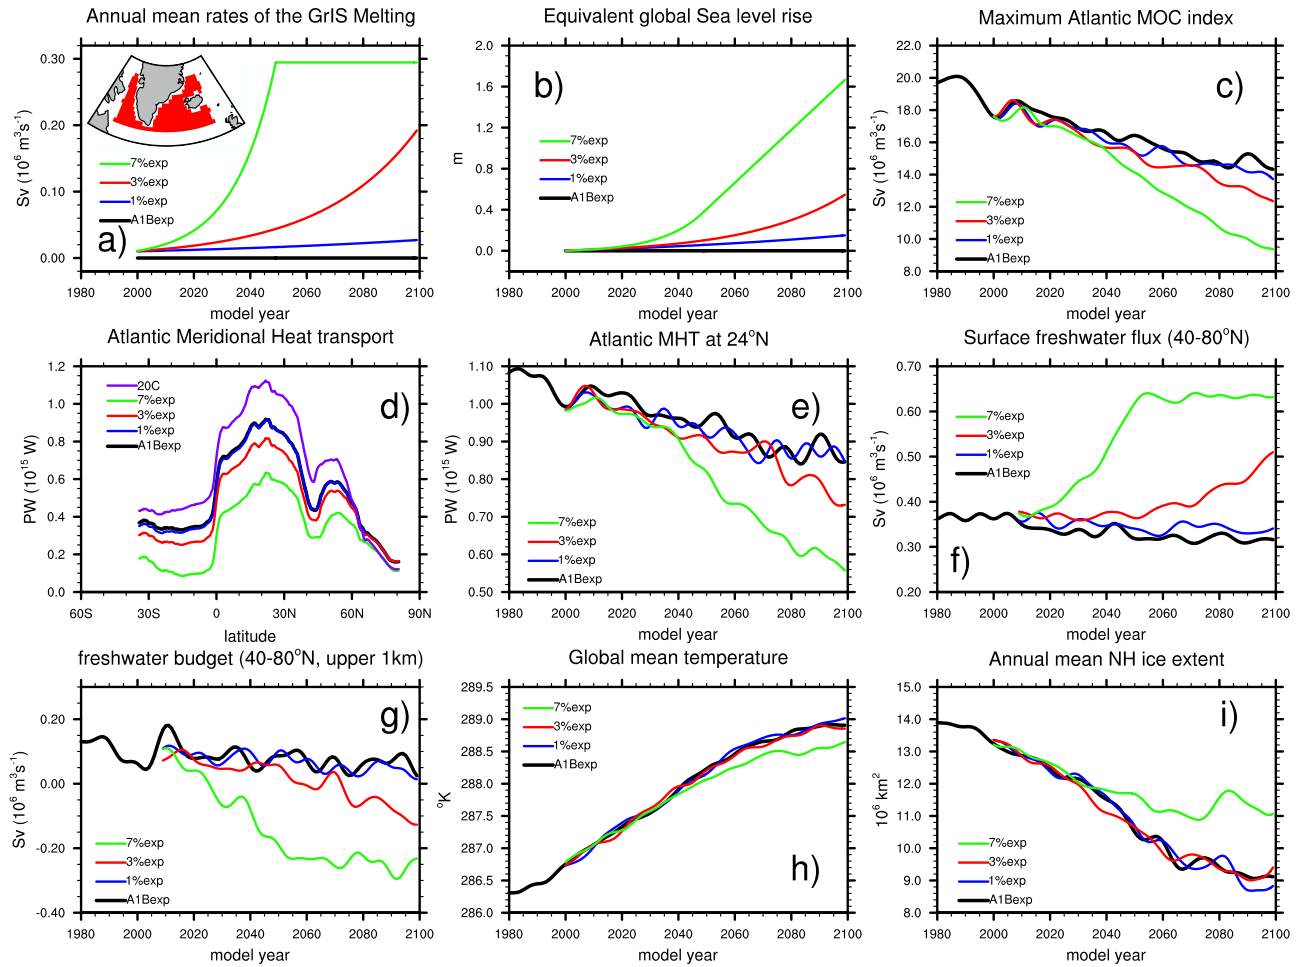 Annual mean rates of the GrIS Melting
0.30
0.20
0.10
0.00
Sv (10⁶ m³s⁻¹)
7%exp
3%exp
1%exp
A1Bexp
a)
1980 2000 2020 2040 2060 2080 2100
model year
Equivalent global Sea level rise
2.0
1.6
1.2
0.8
0.4
0.0
m
b)
7%exp
3%exp
1%exp
A1Bexp
1980 2000 2020 2040 2060 2080 2100
model year
Maximum Atlantic MOC index
22.0
20.0
18.0
16.0
14.0
12.0
10.0
8.0
Sv (10⁶ m³s⁻¹)
c)
7%exp
3%exp
1%exp
A1Bexp
1980 2000 2020 2040 2060 2080 2100
model year
Atlantic Meridional Heat transport
1.2
1.0
0.8
0.6
0.4
0.2
0.0
PW (10¹⁵ W)
20C
7%exp
3%exp
1%exp
A1Bexp
d)
60S 30S 0 30N 60N 90N
latitude
Atlantic MHT at 24°N
1.10
1.00
0.90
0.80
0.70
0.60
0.50
PW (10¹⁵ W)
e)
7%exp
3%exp
1%exp
A1Bexp
1980 2000 2020 2040 2060 2080 2100
model year
Surface freshwater flux (40-80°N)
0.70
0.60
0.50
0.40
0.30
0.20
Sv (10⁶ m³s⁻¹)
7%exp
3%exp
1%exp
A1Bexp
f)
1980 2000 2020 2040 2060 2080 2100
model year
freshwater budget (40-80°N, upper 1km)
0.20
0.00
-0.20
-0.40
Sv (10⁶ m³s⁻¹)
g)
7%exp
3%exp
1%exp
A1Bexp
1980 2000 2020 2040 2060 2080 2100
model year
Global mean temperature
289.5
289.0
288.5
288.0
287.5
287.0
286.5
286.0
°K
7%exp
3%exp
1%exp
A1Bexp
h)
1980 2000 2020 2040 2060 2080 2100
model year
Annual mean NH ice extent
15.0
14.0
13.0
12.0
11.0
10.0
9.0
8.0
10⁶ km²
i)
7%exp
3%exp
1%exp
A1Bexp
1980 2000 2020 2040 2060 2080 2100
model year